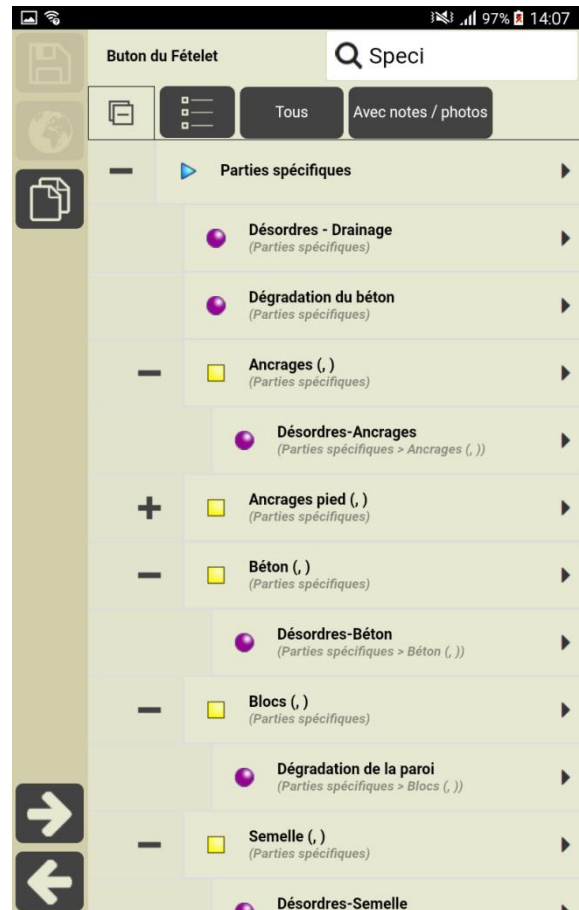 97% 14:07
Buton du Fételet
Speci
Tous
Avec notes / photos
Parties spécifiques
Désordres - Drainage
(Parties spécifiques)
Dégradation du béton
(Parties spécifiques)
Ancrages (, )
(Parties spécifiques)
Désordres-Ancrages
(Parties spécifiques > Ancrages (, ))
Ancrages pied (, )
(Parties spécifiques)
Béton (, )
(Parties spécifiques)
Désordres-Béton
(Parties spécifiques > Béton (, ))
Blocs (, )
(Parties spécifiques)
Dégradation de la paroi
(Parties spécifiques > Blocs (, ))
Semelle (, )
(Parties spécifiques)
Désordres-Semelle